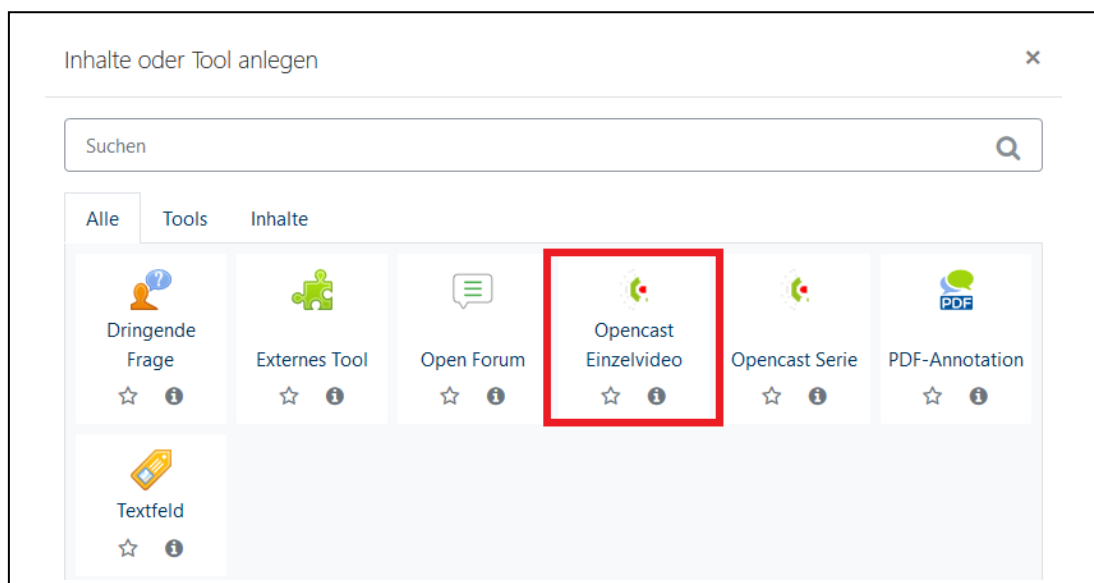 Inhalte oder Tool anlegen
Suchen
Alle Tools Inhalte
Dringende
Frage
Externes Tool
Open Forum
Opencast
Einzelvideo
Opencast Serie
PDF
PDF-Annotation
Textfeld